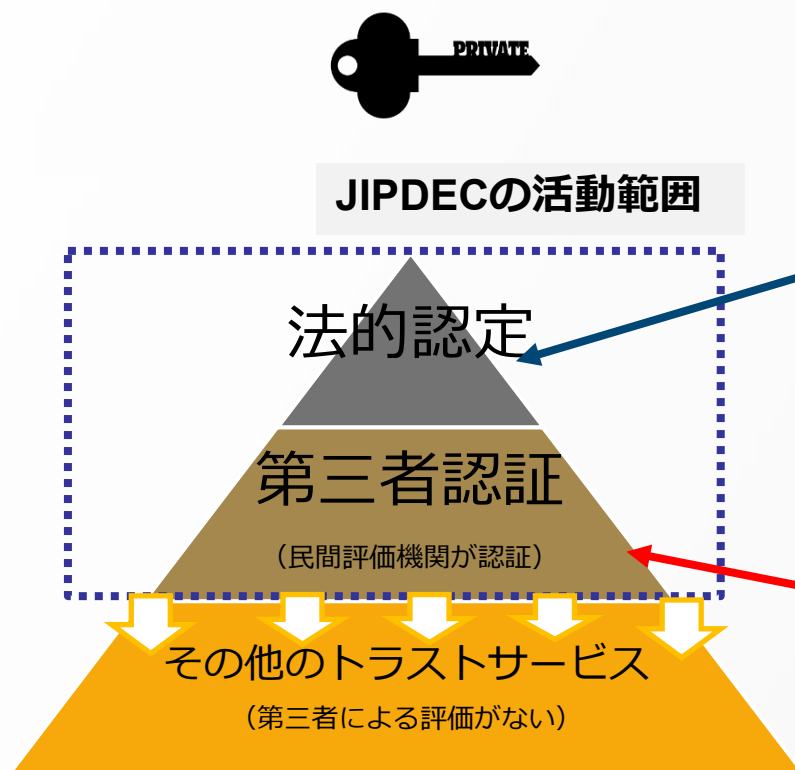 PRIVATE
JIPDECの活動範囲
法的認定
第三者認証
（民間評価機関が認証）
その他のトラストサービス
（第三者による評価がない）